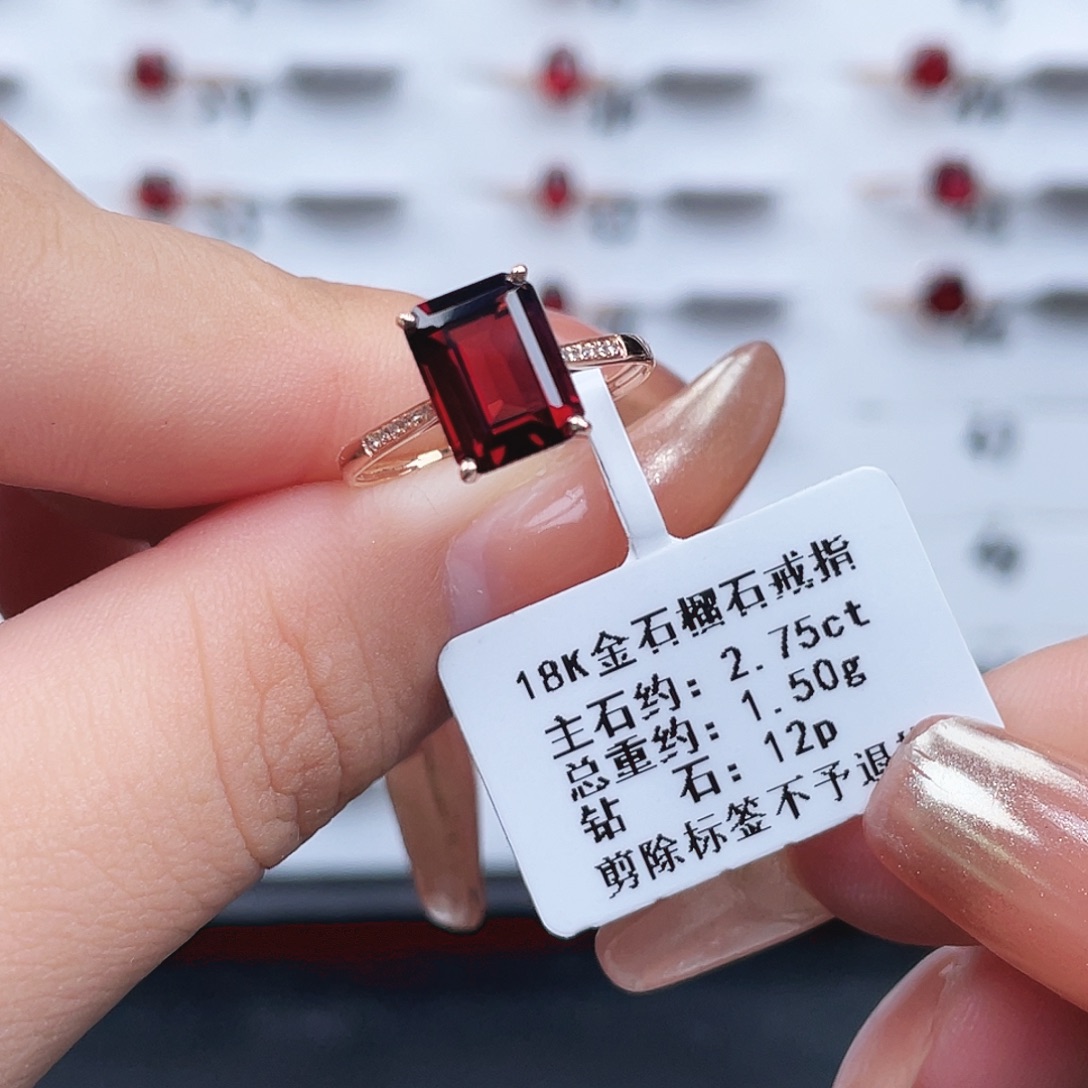 18K金石榴石戒指
主石约: 2.75ct
总重约: 1.50g
钻 石: 12p
剪除标签不予退